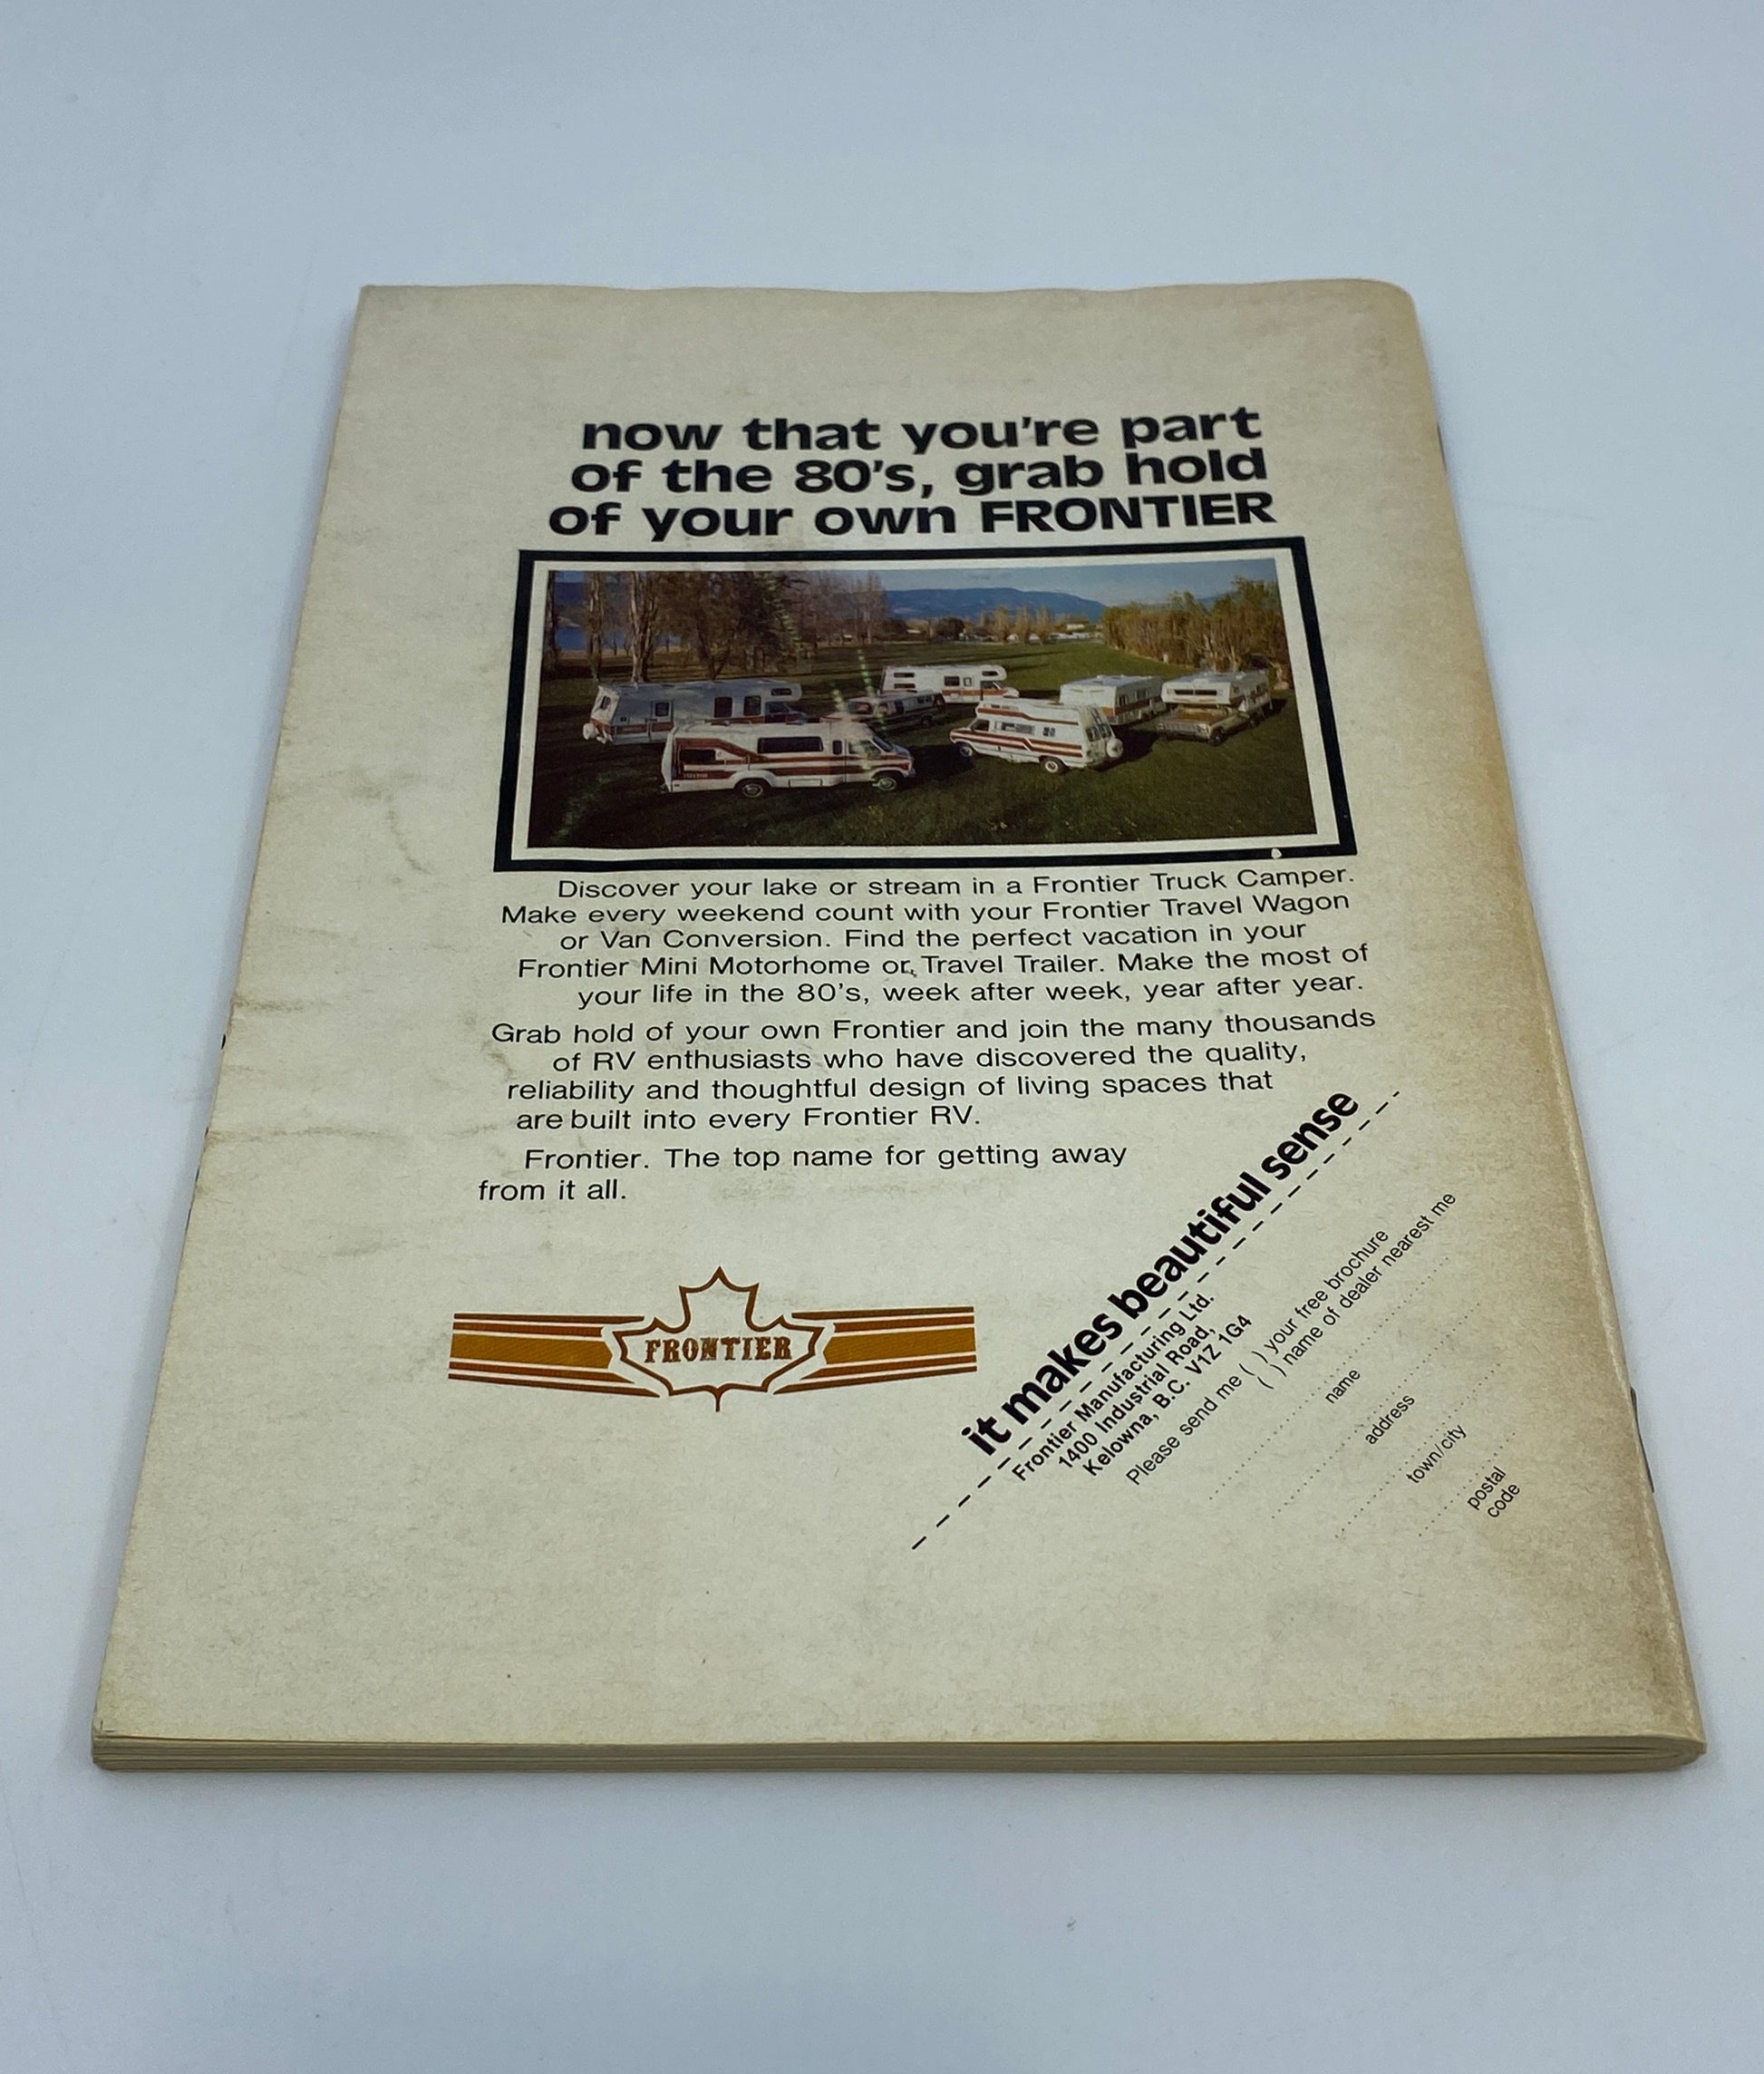 now that you're part
of the 80's, grab hold
of your own FRONTIER
Discover your lake or stream in a Frontier Truck Camper.
Make every weekend count with your Frontier Travel Wagon
or Van Conversion. Find the perfect vacation in your
Frontier Mini Motorhome or Travel Trailer. Make the most of
your life in the 80's, week after week, year after year.
Grab hold of your own Frontier and join the many thousands
of RV enthusiasts who have discovered the quality,
reliability and thoughtful design of living spaces that
are built into every Frontier RV.
Frontier. The top name for getting away
from it all.
FRONTIER
it makes beautiful sense
Frontier Manufacturing Ltd.
1400 Industrial Road,
Kelowna, B.C. V1Z 1G4
Please send me ( ) your free brochure
( ) name of dealer nearest me
name
address
town/city
postal
code